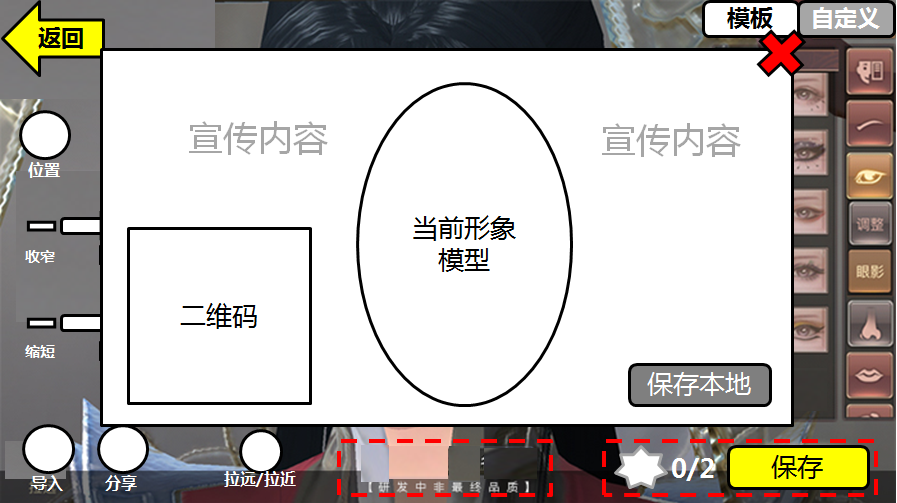 返回
模板
自定义
宣传内容
宣传内容
位置
收窄
当前形象
模型
调整
眼影
二维码
缩短
保存本地
导入
分享
拉远/拉近
【研发中非最终品质】
0/2
保存